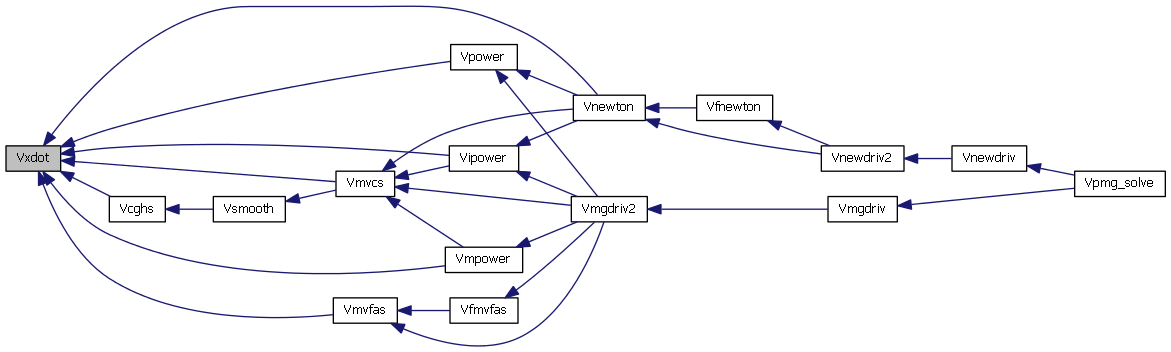 Vxdot
Vpower
Vipower
Vmvcs
Vcghs
Vsmooth
Vmpower
Vmvfas
Vfmvfas
Vnewton
Vmgdriv2
Vfnewton
Vnewdriv2
Vmgdriv
Vnewdriv
Vpmg_solve